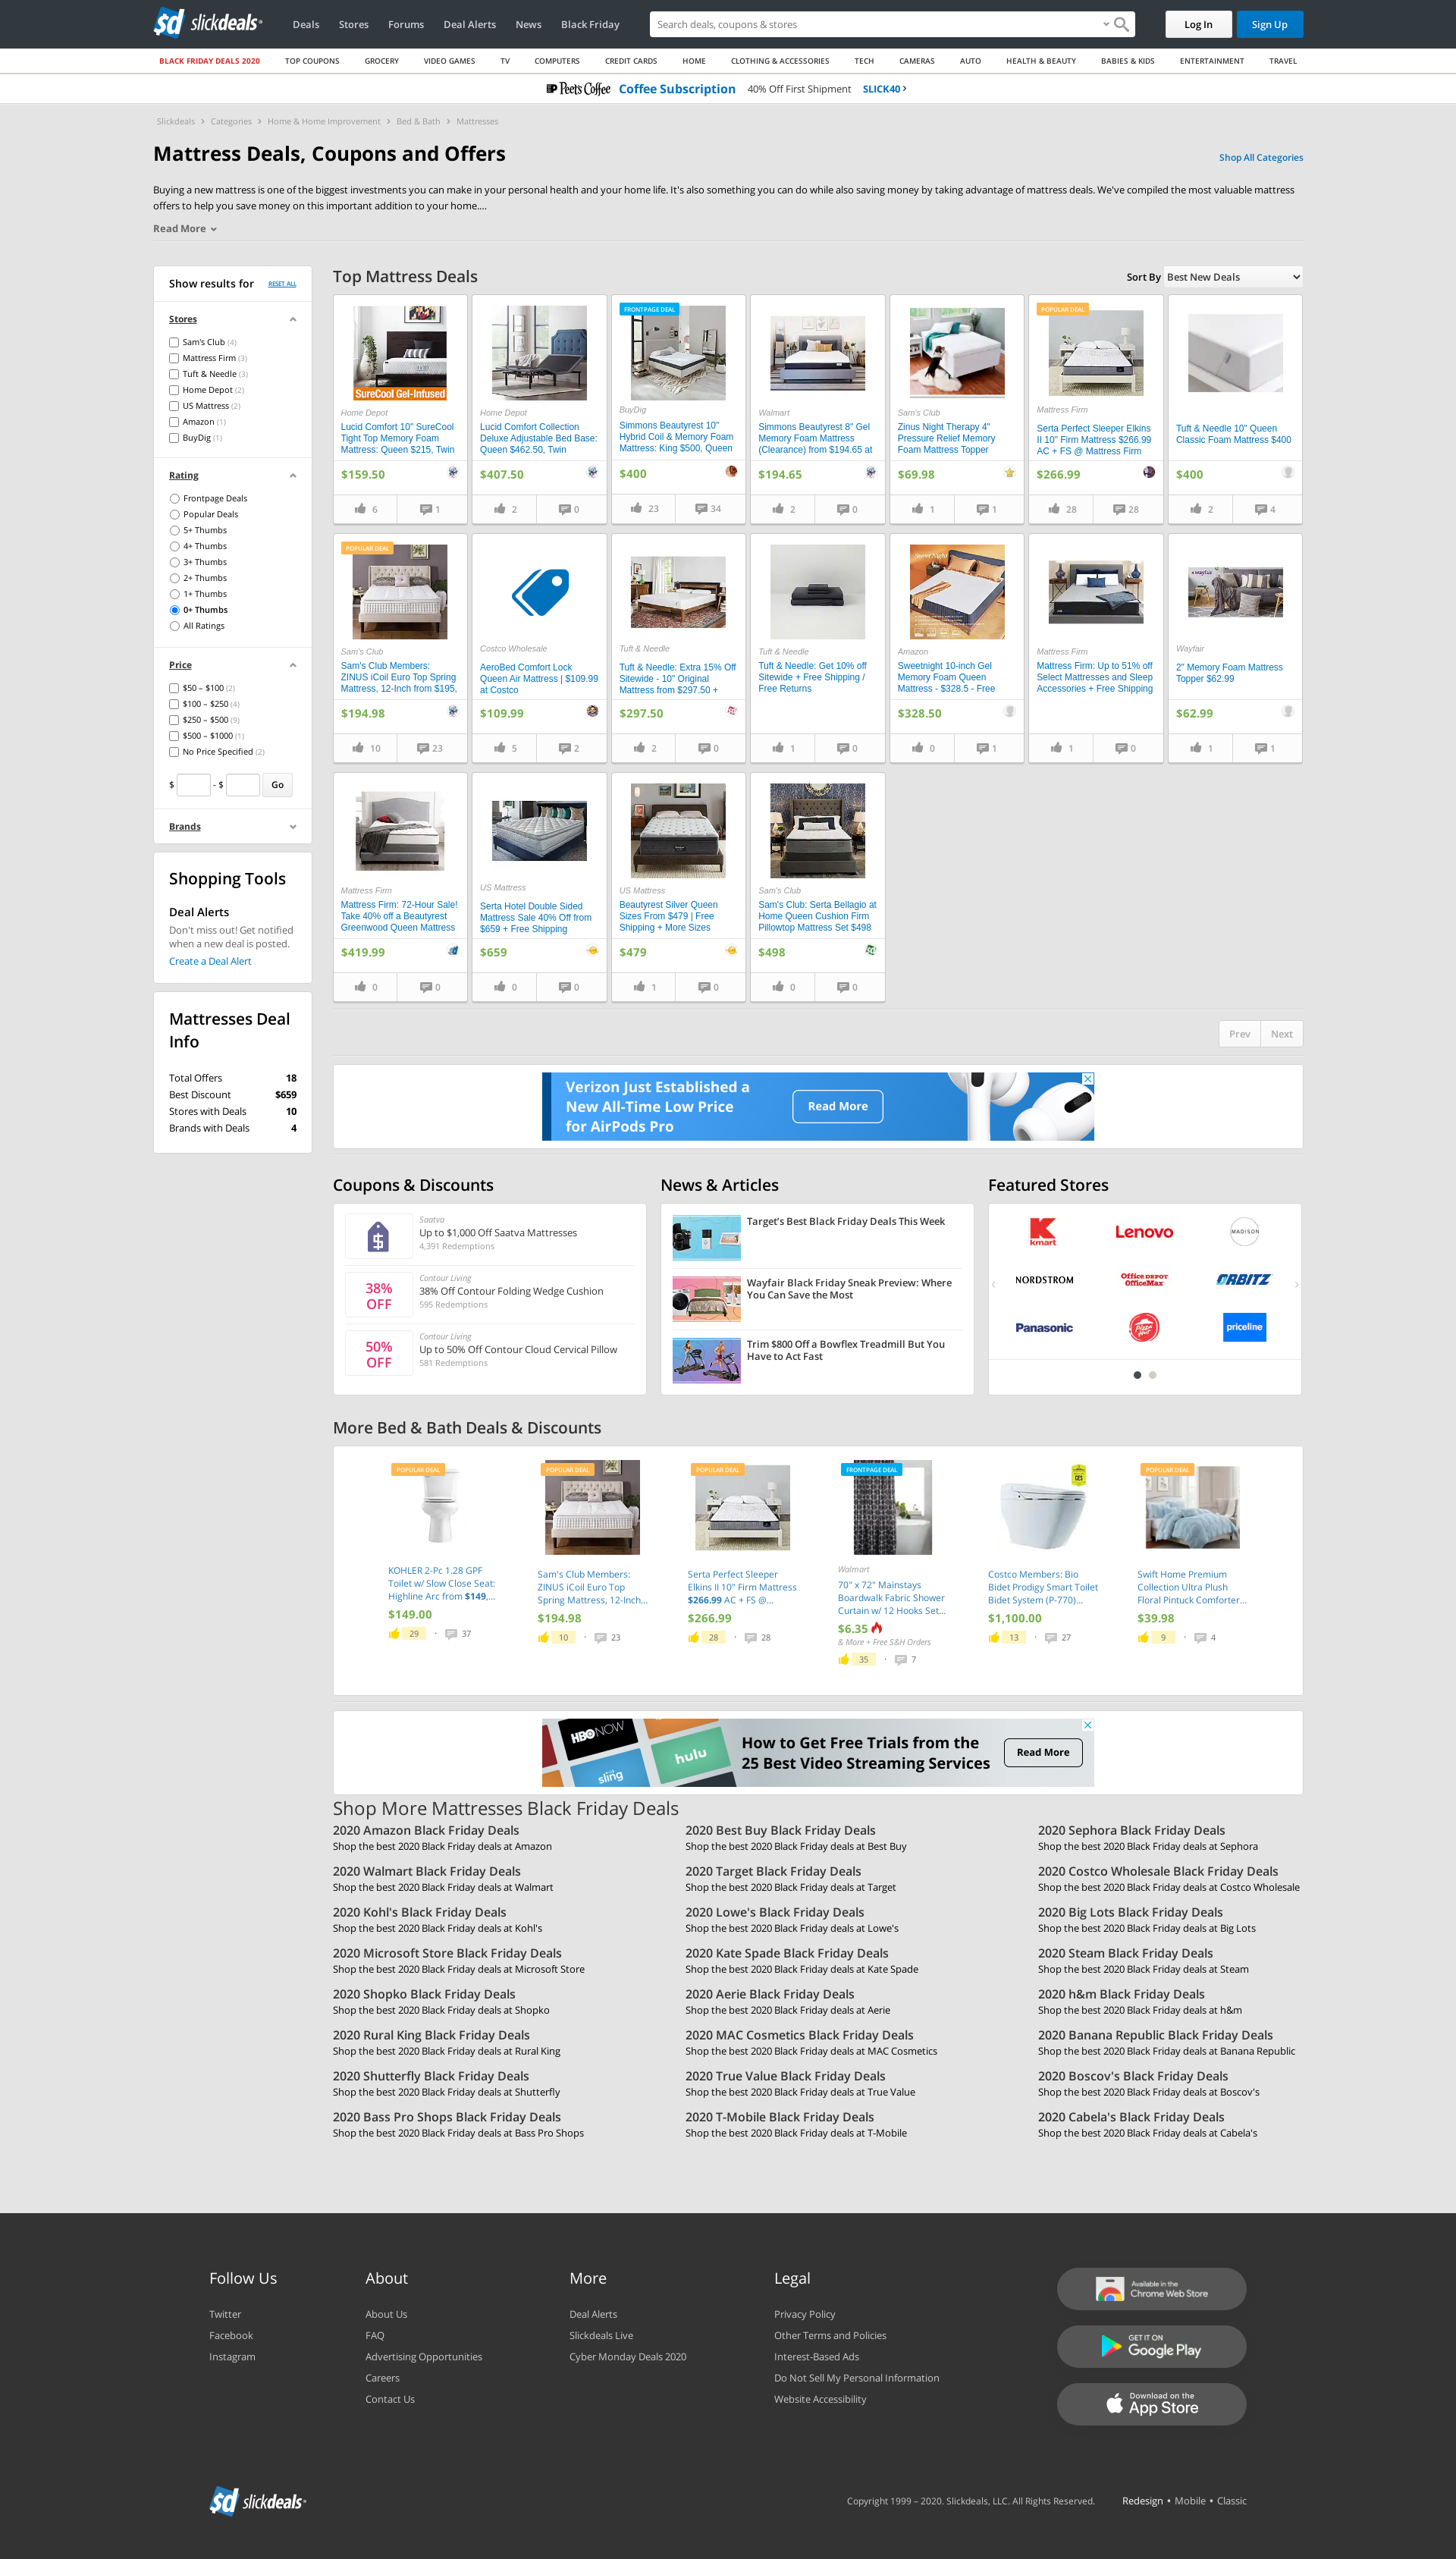 sd slickdeals
Deals Stores Forums Deal Alerts News Black Friday
Search deals, coupons & stores
Log In Sign Up
BLACK FRIDAY DEALS 2020 TOP COUPONS GROCERY VIDEO GAMES TV COMPUTERS CREDIT CARDS HOME CLOTHING & ACCESSORIES TECH CAMERAS AUTO HEALTH & BEAUTY BABIES & KIDS ENTERTAINMENT TRAVEL
Peet's Coffee Coffee Subscription 40% Off First Shipment SLICK40 ›
Slickdeals › Categories › Home & Home Improvement › Bed & Bath › Mattresses
Mattress Deals, Coupons and Offers
Shop All Categories
Buying a new mattress is one of the biggest investments you can make in your personal health and your home life. It's also something you can do while also saving money by taking advantage of mattress deals. We've compiled the most valuable mattress
offers to help you save money on this important addition to your home....
Read More
Show results for RESET ALL
Stores
Sam's Club (4)
Mattress Firm (3)
Tuft & Needle (3)
Home Depot (2)
US Mattress (2)
Amazon (1)
BuyDig (1)
Rating
Frontpage Deals
Popular Deals
5+ Thumbs
4+ Thumbs
3+ Thumbs
2+ Thumbs
1+ Thumbs
0+ Thumbs
All Ratings
Price
$50 – $100 (2)
$100 – $250 (4)
$250 – $500 (9)
$500 – $1000 (1)
No Price Specified (2)
$ - $ Go
Brands
Shopping Tools
Deal Alerts
Don't miss out! Get notified
when a new deal is posted.
Create a Deal Alert
Mattresses Deal
Info
Total Offers 18
Best Discount $659
Stores with Deals 10
Brands with Deals 4
Top Mattress Deals
Sort By Best New Deals
SureCool Gel-Infused
Home Depot
Lucid Comfort 10" SureCool
Tight Top Memory Foam
Mattress: Queen $215, Twin
$159.50
6 1
Home Depot
Lucid Comfort Collection
Deluxe Adjustable Bed Base:
Queen $462.50, Twin
$407.50
2 0
FRONTPAGE DEAL
BuyDig
Simmons Beautyrest 10"
Hybrid Coil & Memory Foam
Mattress: King $500, Queen
$400
23 34
Walmart
Simmons Beautyrest 8" Gel
Memory Foam Mattress
(Clearance) from $194.65 at
$194.65
2 0
Sam's Club
Zinus Night Therapy 4"
Pressure Relief Memory
Foam Mattress Topper
$69.98
1 1
POPULAR DEAL
Mattress Firm
Serta Perfect Sleeper Elkins
II 10" Firm Mattress $266.99
AC + FS @ Mattress Firm
$266.99
28 28
Tuft & Needle 10" Queen
Classic Foam Mattress $400
$400
2 4
POPULAR DEAL
Sam's Club
Sam's Club Members:
ZINUS iCoil Euro Top Spring
Mattress, 12-Inch from $195,
$194.98
10 23
Costco Wholesale
AeroBed Comfort Lock
Queen Air Mattress | $109.99
at Costco
$109.99
5 2
Tuft & Needle
Tuft & Needle: Extra 15% Off
Sitewide - 10" Original
Mattress from $297.50 +
$297.50
2 0
Tuft & Needle
Tuft & Needle: Get 10% off
Sitewide + Free Shipping /
Free Returns
1 0
Amazon
Sweetnight 10-inch Gel
Memory Foam Queen
Mattress - $328.5 - Free
$328.50
0 1
Mattress Firm
Mattress Firm: Up to 51% off
Select Mattresses and Sleep
Accessories + Free Shipping
1 0
wayfair
Wayfair
2" Memory Foam Mattress
Topper $62.99
$62.99
1 1
Mattress Firm
Mattress Firm: 72-Hour Sale!
Take 40% off a Beautyrest
Greenwood Queen Mattress
$419.99
0 0
US Mattress
Serta Hotel Double Sided
Mattress Sale 40% Off from
$659 + Free Shipping
$659
0 0
US Mattress
Beautyrest Silver Queen
Sizes From $479 | Free
Shipping + More Sizes
$479
1 0
Sam's Club
Sam's Club: Serta Bellagio at
Home Queen Cushion Firm
Pillowtop Mattress Set $498
$498
0 0
Prev Next
Verizon Just Established a
New All-Time Low Price
for AirPods Pro
Read More
Coupons & Discounts
Saatva
Up to $1,000 Off Saatva Mattresses
4,391 Redemptions
38%
OFF
Contour Living
38% Off Contour Folding Wedge Cushion
595 Redemptions
50%
OFF
Contour Living
Up to 50% Off Contour Cloud Cervical Pillow
581 Redemptions
News & Articles
Target's Best Black Friday Deals This Week
Wayfair Black Friday Sneak Preview: Where
You Can Save the Most
Trim $800 Off a Bowflex Treadmill But You
Have to Act Fast
Featured Stores
kmart Lenovo MADISON
NORDSTROM Office DEPOT OfficeMax ORBITZ
Panasonic Pizza Hut priceline
More Bed & Bath Deals & Discounts
POPULAR DEAL
KOHLER 2-Pc 1.28 GPF
Toilet w/ Slow Close Seat:
Highline Arc from $149,...
$149.00
29 · 37
POPULAR DEAL
Sam's Club Members:
ZINUS iCoil Euro Top
Spring Mattress, 12-Inch...
$194.98
10 · 23
POPULAR DEAL
Serta Perfect Sleeper
Elkins II 10" Firm Mattress
$266.99 AC + FS @...
$266.99
28 · 28
FRONTPAGE DEAL
Walmart
70" x 72" Mainstays
Boardwalk Fabric Shower
Curtain w/ 12 Hooks Set...
$6.35
& More + Free S&H Orders
35 · 7
Costco Members: Bio
Bidet Prodigy Smart Toilet
Bidet System (P-770)...
$1,100.00
13 · 27
POPULAR DEAL
Swift Home Premium
Collection Ultra Plush
Floral Pintuck Comforter...
$39.98
9 · 4
HBO NOW
hulu
sling
How to Get Free Trials from the
25 Best Video Streaming Services
Read More
Shop More Mattresses Black Friday Deals
2020 Amazon Black Friday Deals
Shop the best 2020 Black Friday deals at Amazon
2020 Best Buy Black Friday Deals
Shop the best 2020 Black Friday deals at Best Buy
2020 Sephora Black Friday Deals
Shop the best 2020 Black Friday deals at Sephora
2020 Walmart Black Friday Deals
Shop the best 2020 Black Friday deals at Walmart
2020 Target Black Friday Deals
Shop the best 2020 Black Friday deals at Target
2020 Costco Wholesale Black Friday Deals
Shop the best 2020 Black Friday deals at Costco Wholesale
2020 Kohl's Black Friday Deals
Shop the best 2020 Black Friday deals at Kohl's
2020 Lowe's Black Friday Deals
Shop the best 2020 Black Friday deals at Lowe's
2020 Big Lots Black Friday Deals
Shop the best 2020 Black Friday deals at Big Lots
2020 Microsoft Store Black Friday Deals
Shop the best 2020 Black Friday deals at Microsoft Store
2020 Kate Spade Black Friday Deals
Shop the best 2020 Black Friday deals at Kate Spade
2020 Steam Black Friday Deals
Shop the best 2020 Black Friday deals at Steam
2020 Shopko Black Friday Deals
Shop the best 2020 Black Friday deals at Shopko
2020 Aerie Black Friday Deals
Shop the best 2020 Black Friday deals at Aerie
2020 h&m Black Friday Deals
Shop the best 2020 Black Friday deals at h&m
2020 Rural King Black Friday Deals
Shop the best 2020 Black Friday deals at Rural King
2020 MAC Cosmetics Black Friday Deals
Shop the best 2020 Black Friday deals at MAC Cosmetics
2020 Banana Republic Black Friday Deals
Shop the best 2020 Black Friday deals at Banana Republic
2020 Shutterfly Black Friday Deals
Shop the best 2020 Black Friday deals at Shutterfly
2020 True Value Black Friday Deals
Shop the best 2020 Black Friday deals at True Value
2020 Boscov's Black Friday Deals
Shop the best 2020 Black Friday deals at Boscov's
2020 Bass Pro Shops Black Friday Deals
Shop the best 2020 Black Friday deals at Bass Pro Shops
2020 T-Mobile Black Friday Deals
Shop the best 2020 Black Friday deals at T-Mobile
2020 Cabela's Black Friday Deals
Shop the best 2020 Black Friday deals at Cabela's
Follow Us
Twitter
Facebook
Instagram
About
About Us
FAQ
Advertising Opportunities
Careers
Contact Us
More
Deal Alerts
Slickdeals Live
Cyber Monday Deals 2020
Legal
Privacy Policy
Other Terms and Policies
Interest-Based Ads
Do Not Sell My Personal Information
Website Accessibility
Available in the
Chrome Web Store
GET IT ON
Google Play
Download on the
App Store
sd slickdeals
Copyright 1999 – 2020. Slickdeals, LLC. All Rights Reserved. Redesign • Mobile • Classic